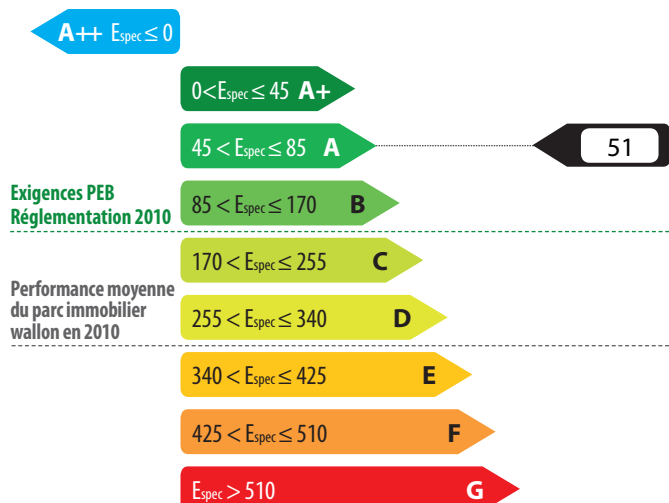 A++ Espec ≤ 0
0<Espec ≤ 45 A+
45 < Espec ≤ 85 A
51
Exigences PEB
Réglementation 2010
85 < Espec ≤ 170 B
170 < Espec ≤ 255 C
Performance moyenne
du parc immobilier
wallon en 2010
255 < Espec ≤ 340 D
340 < Espec ≤ 425 E
425 < Espec ≤ 510 F
Espec > 510 G